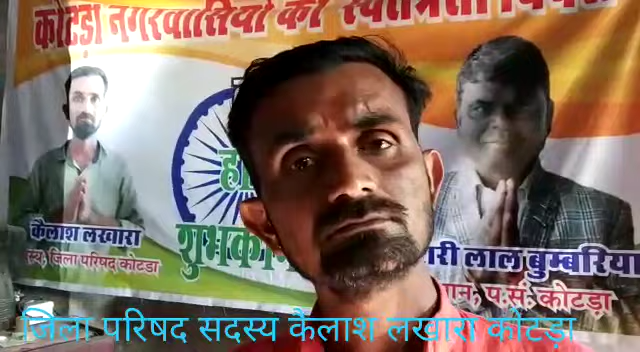 कोटड़ा नगरवासियों को स्वतंत्रता दिवस
शुभकाम
कैलाश लखारा
स्य, जिला परिषद कोटडा
री लाल बुम्बरिया
धान, प.सं. कोटड़ा
जिला परिषद सदस्य कैलाश लखारा कोटड़ा